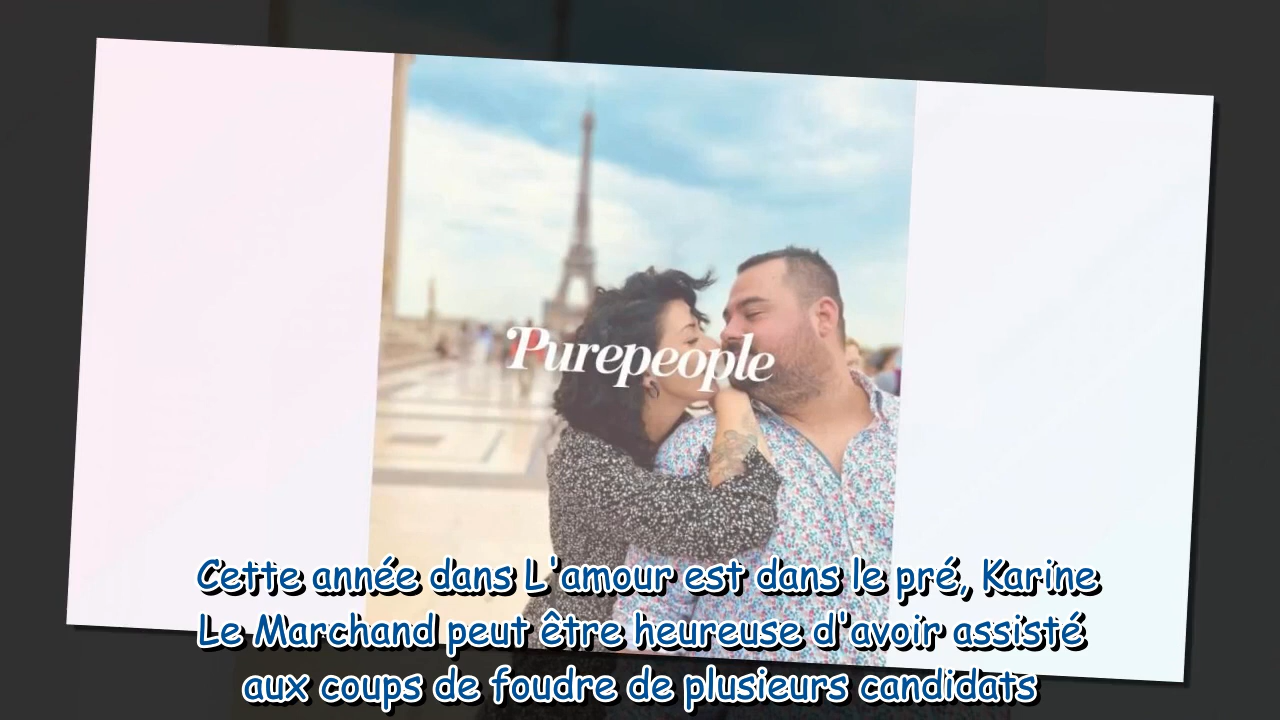 Purepeople
Cette année dans L'amour est dans le pré, Karine
Le Marchand peut être heureuse d'avoir assisté
aux coups de foudre de plusieurs candidats